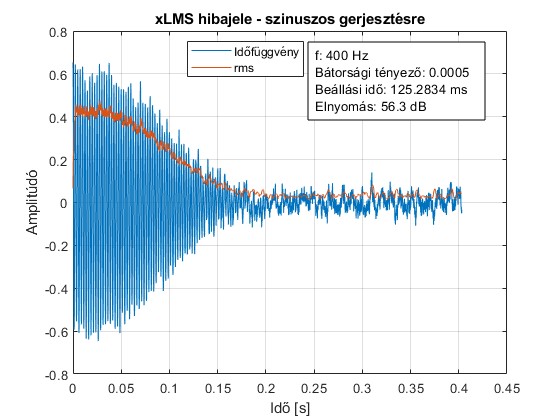 xLMS hibajele - szinuszos gerjesztésre
Időfüggvény
rms
f: 400 Hz
Bátorsági tényező: 0.0005
Beállási idő: 125.2834 ms
Elnyomás: 56.3 dB
Amplitúdó
0.8
0.6
0.4
0.2
0
-0.2
-0.4
-0.6
-0.8
0 0.05 0.1 0.15 0.2 0.25 0.3 0.35 0.4 0.45
Idő [s]